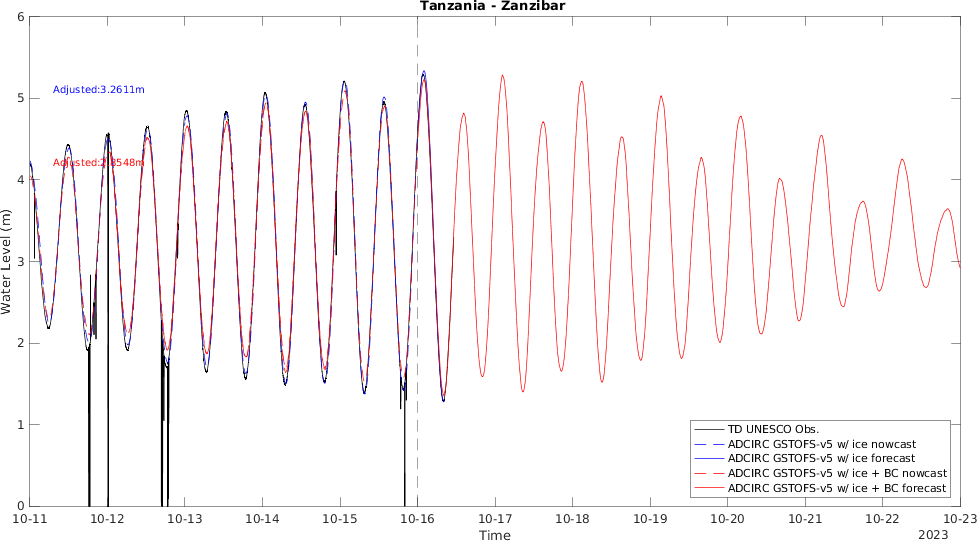 Tanzania - Zanzibar
6
5
4
3
2
1
0
Water Level (m)
Adjusted:3.2611m
TD UNESCO Obs.
ADCIRC GSTOFS-v5 w/ ice nowcast
ADCIRC GSTOFS-v5 w/ ice forecast
ADCIRC GSTOFS-v5 w/ ice + BC nowcast
ADCIRC GSTOFS-v5 w/ ice + BC forecast
10-11 10-12 10-13 10-14 10-15 10-16 10-17 10-18 10-19 10-20 10-21 10-22 10-23
Time
2023